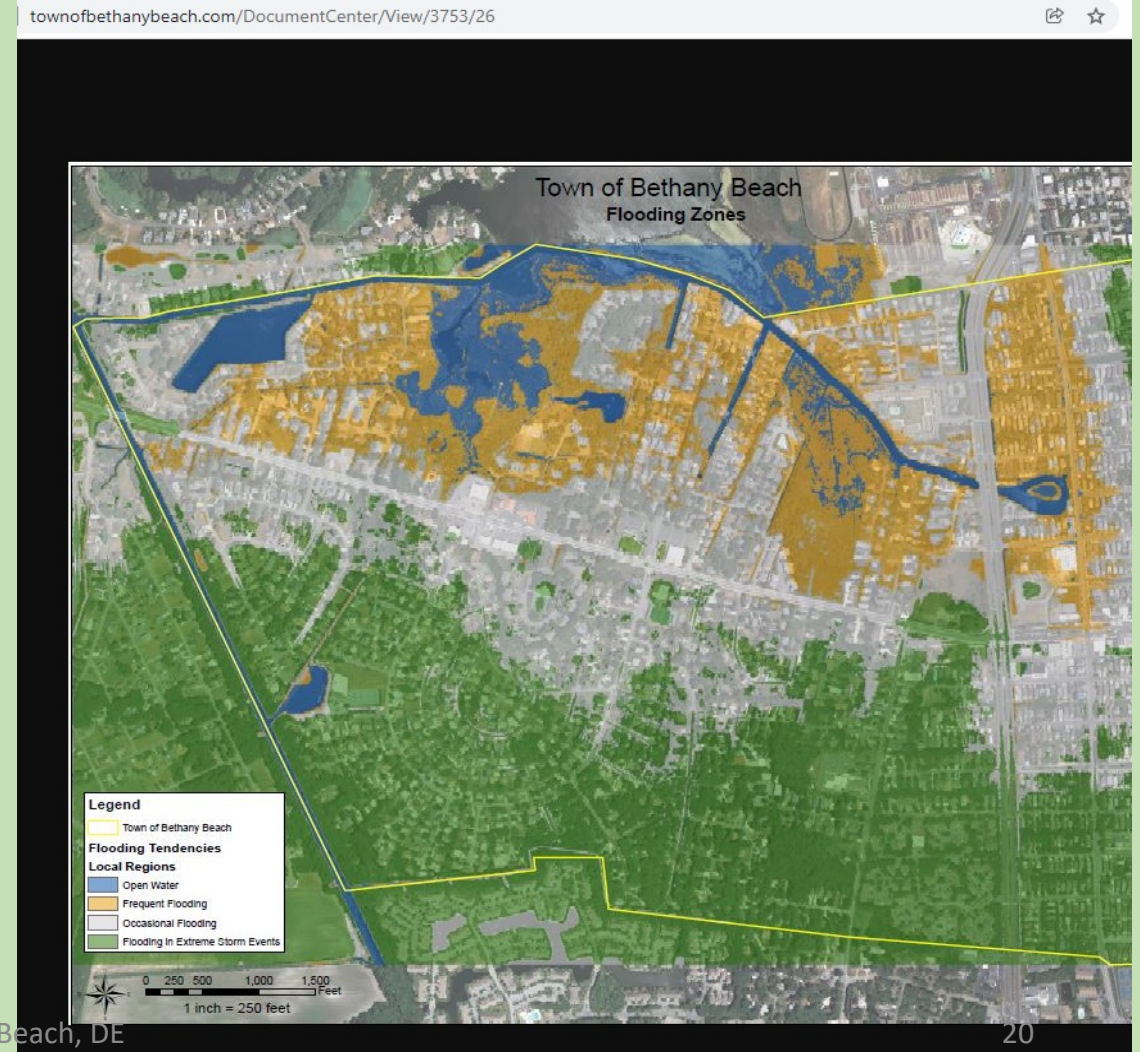 townofbethanybeach.com/DocumentCenter/View/3753/26
Town of Bethany Beach
Flooding Zones
Legend
Town of Bethany Beach
Flooding Tendencies
Local Regions
Open Water
Frequent Flooding
Occasional Flooding
Flooding In Extreme Storm Events
0 250 500 1,000 1,500
Feet
1 inch = 250 feet
Beach, DE
20